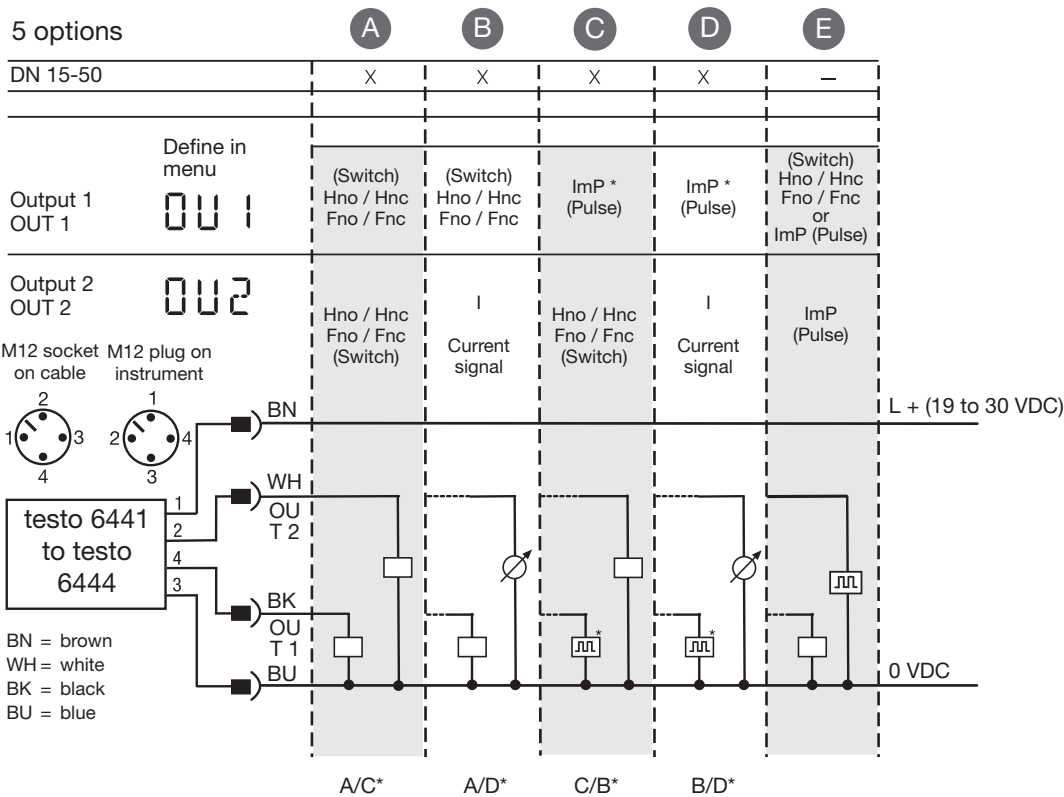 5 options
A B C D E
DN 15-50 X X X X –
Define in
menu
Output 1
OUT 1
OU1
(Switch)
Hno / Hnc
Fno / Fnc
(Switch)
Hno / Hnc
Fno / Fnc
ImP *
(Pulse)
ImP *
(Pulse)
(Switch)
Hno / Hnc
Fno / Fnc
or
ImP (Pulse)
Output 2
OUT 2
OU2
Hno / Hnc
Fno / Fnc
(Switch)
I
Current
signal
Hno / Hnc
Fno / Fnc
(Switch)
I
Current
signal
ImP
(Pulse)
M12 socket
on cable
M12 plug on
instrument
2
1 3
4
1
2 4
3
BN
L + (19 to 30 VDC)
WH
OU
T 2
testo 6441
to testo
6444
1
2
4
3
BK
OU
T 1
BU
*
*
0 VDC
BN = brown
WH = white
BK = black
BU = blue
A/C* A/D* C/B* B/D*